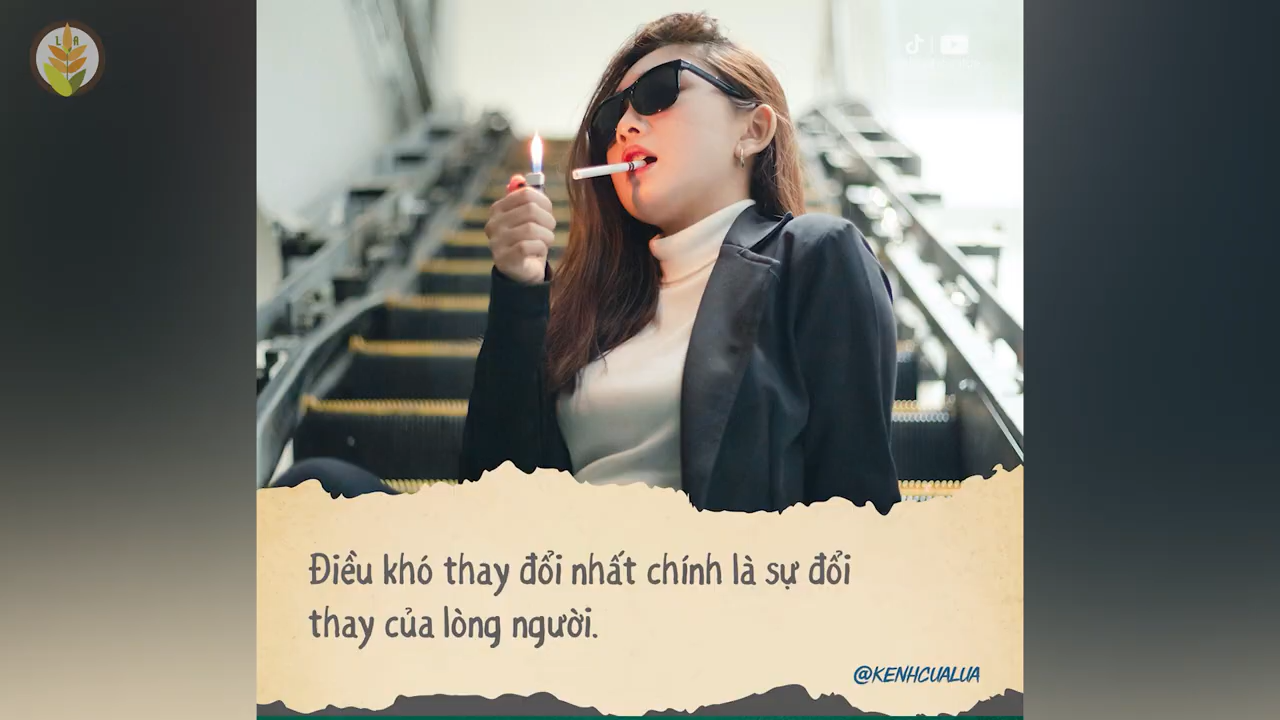 L A
Điều khó thay đổi nhất chính là sự đổi
thay của lòng người.
@KENHCUALUA